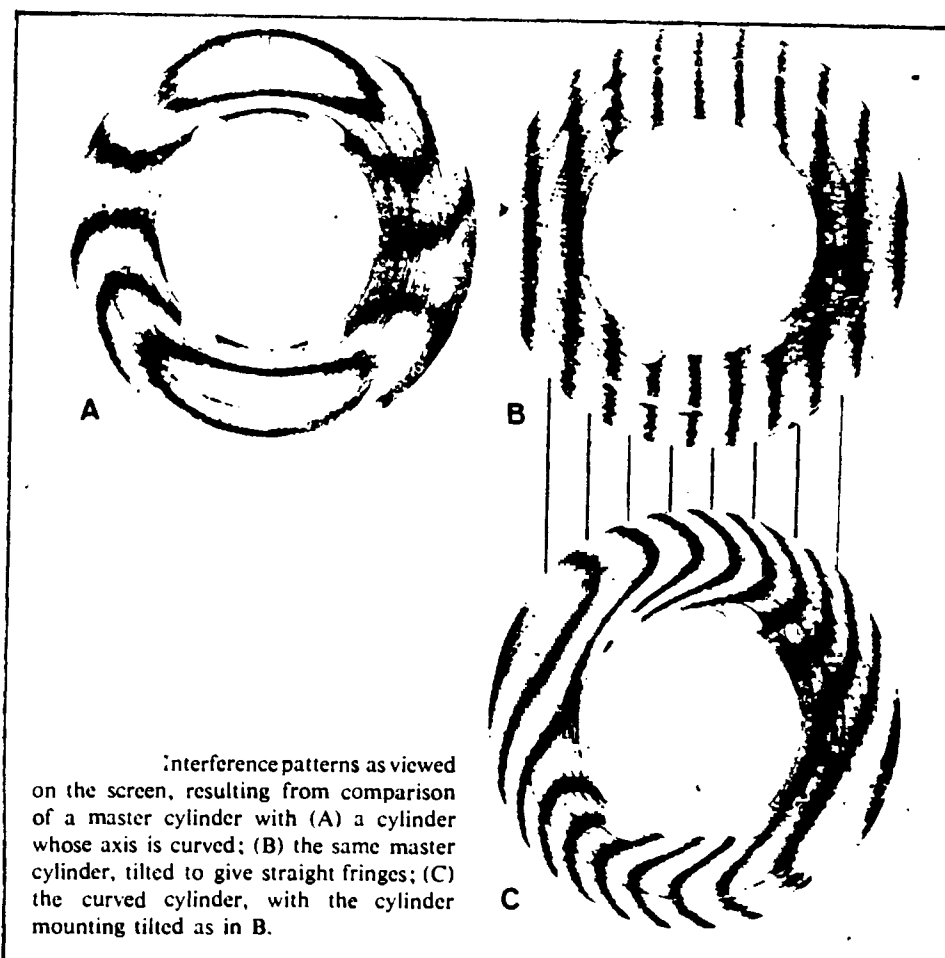 A
B
Interference patterns as viewed
on the screen, resulting from comparison
of a master cylinder with (A) a cylinder
whose axis is curved; (B) the same master
cylinder, tilted to give straight fringes; (C)
the curved cylinder, with the cylinder
mounting tilted as in B.
C